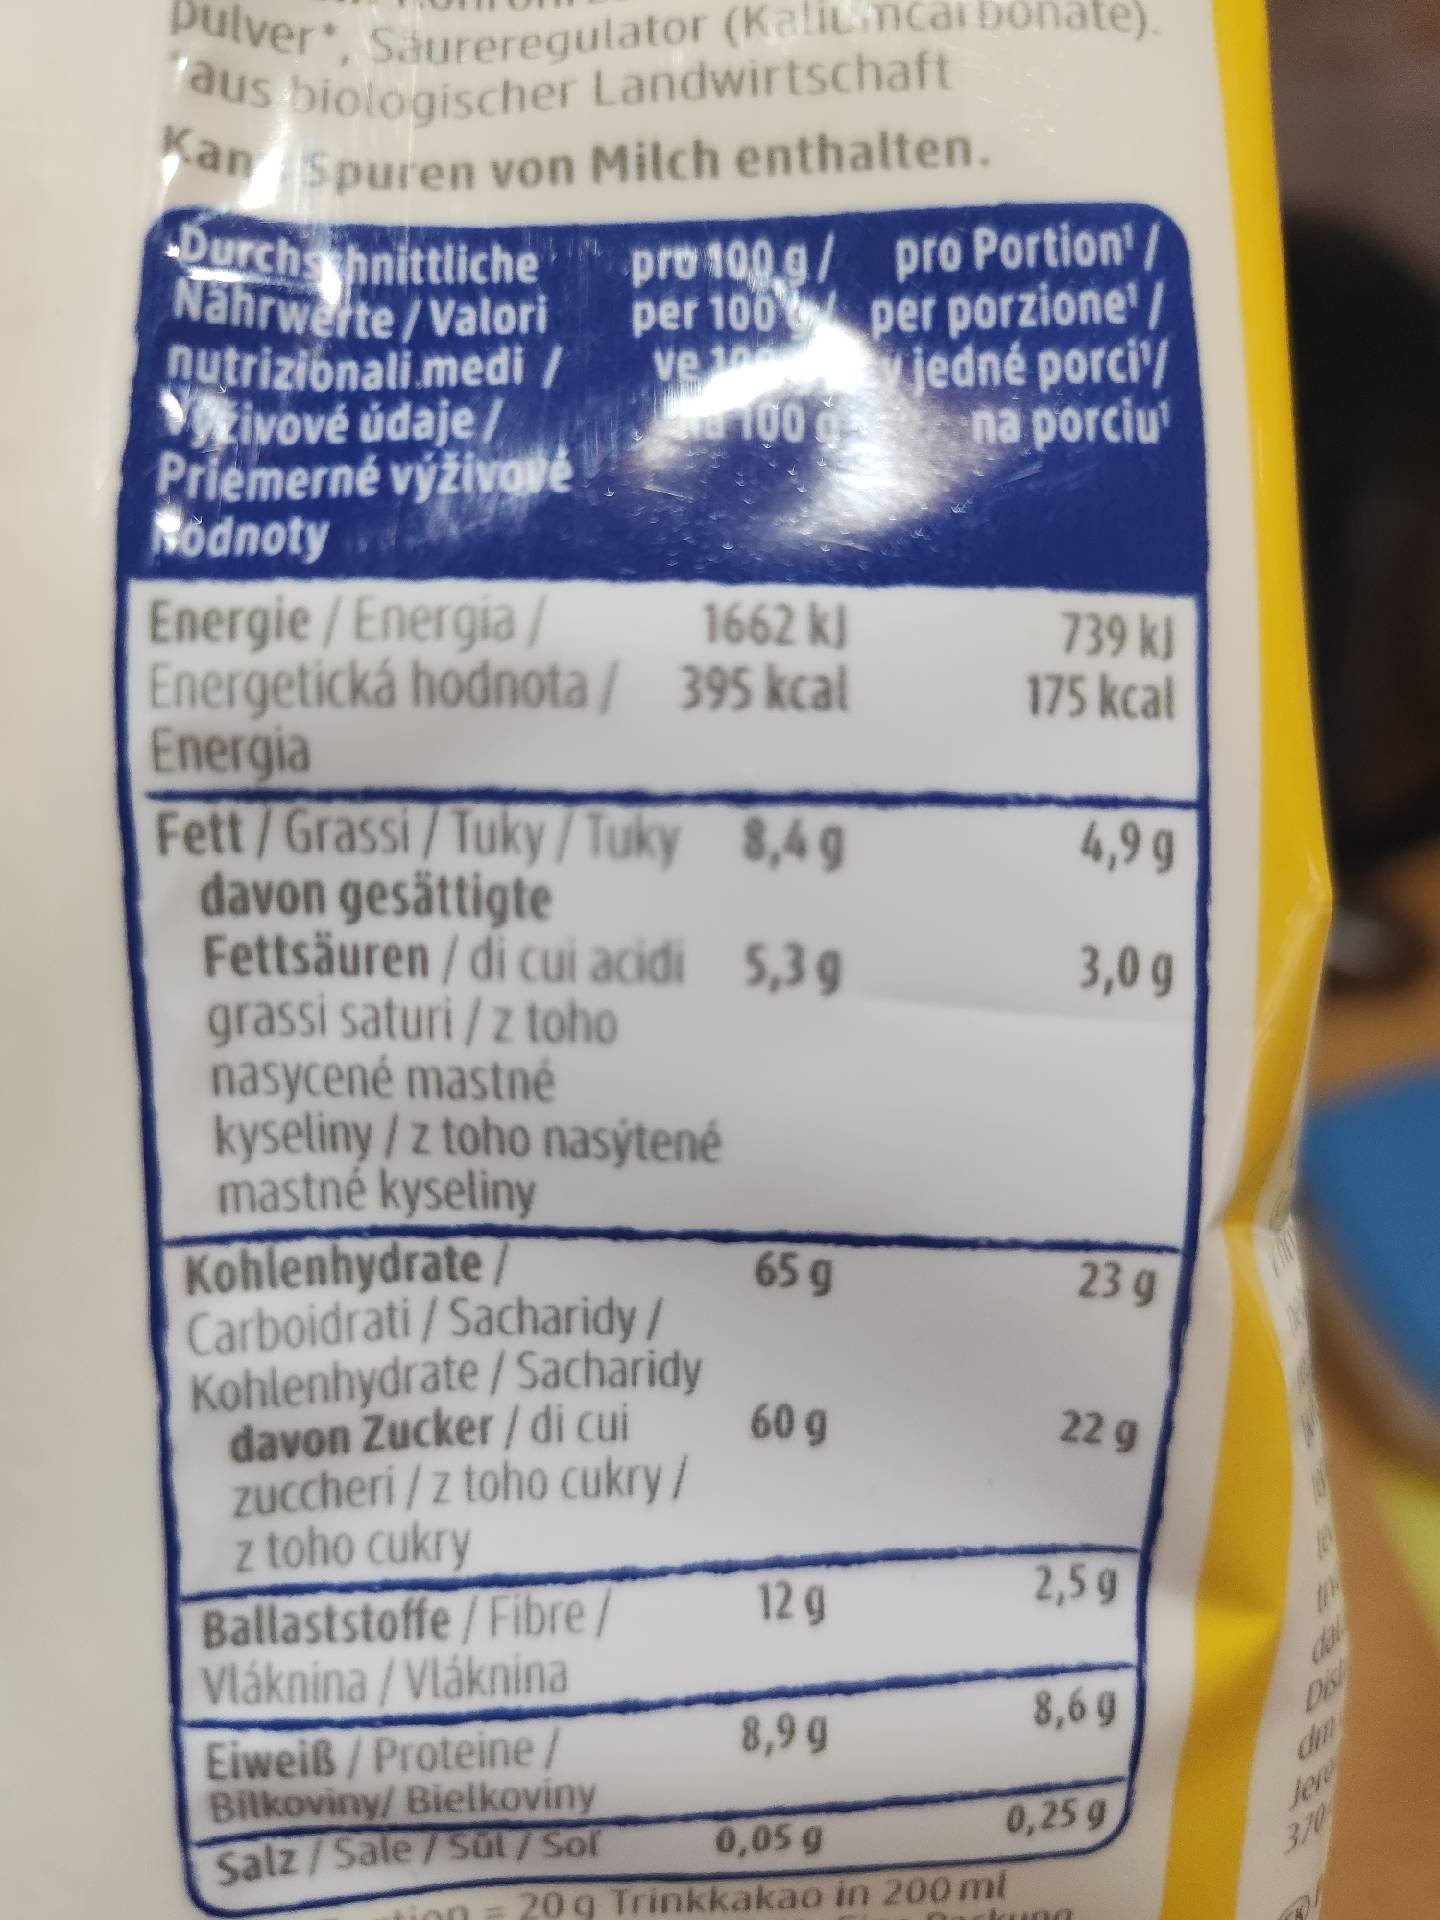 pulver*, Säureregulator (Kaliumcarbonate).
*aus biologischer Landwirtschaft
Kann Spuren von Milch enthalten.
Durchschnittliche pro 100 g / pro Portion¹ /
Nährwerte / Valori per 100 g / per porzione¹ /
nutrizionali medi / ve 100 v jedné porci¹/
Výživové údaje / na 100 g na porciu¹
Priemerné výživové
hodnoty
Energie / Energia / 1662 kJ 739 kJ
Energetická hodnota / 395 kcal 175 kcal
Energia
Fett / Grassi / Tuky / Tuky 8,4 g 4,9 g
davon gesättigte
Fettsäuren / di cui acidi 5,3 g 3,0 g
grassi saturi / z toho
nasycené mastné
kyseliny / z toho nasýtené
mastné kyseliny
Kohlenhydrate / 65 g 23 g
Carboidrati / Sacharidy /
Kohlenhydrate / Sacharidy
davon Zucker / di cui 60 g 22 g
zuccheri / z toho cukry /
z toho cukry
Ballaststoffe / Fibre / 12 g 2,5 g
Vláknina / Vláknina
Eiweiß / Proteine / 8,9 g 8,6 g
Bílkoviny/ Bielkoviny
Salz / Sale / Sůl / Soľ 0,05 g 0,25 g
= 20 g Trinkkakao in 200 ml